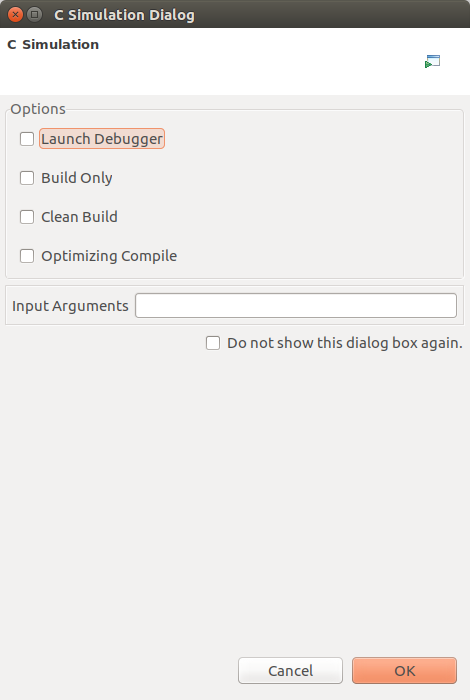 C Simulation Dialog
C Simulation
Options
Launch Debugger
Build Only
Clean Build
Optimizing Compile
Input Arguments
Do not show this dialog box again.
Cancel OK